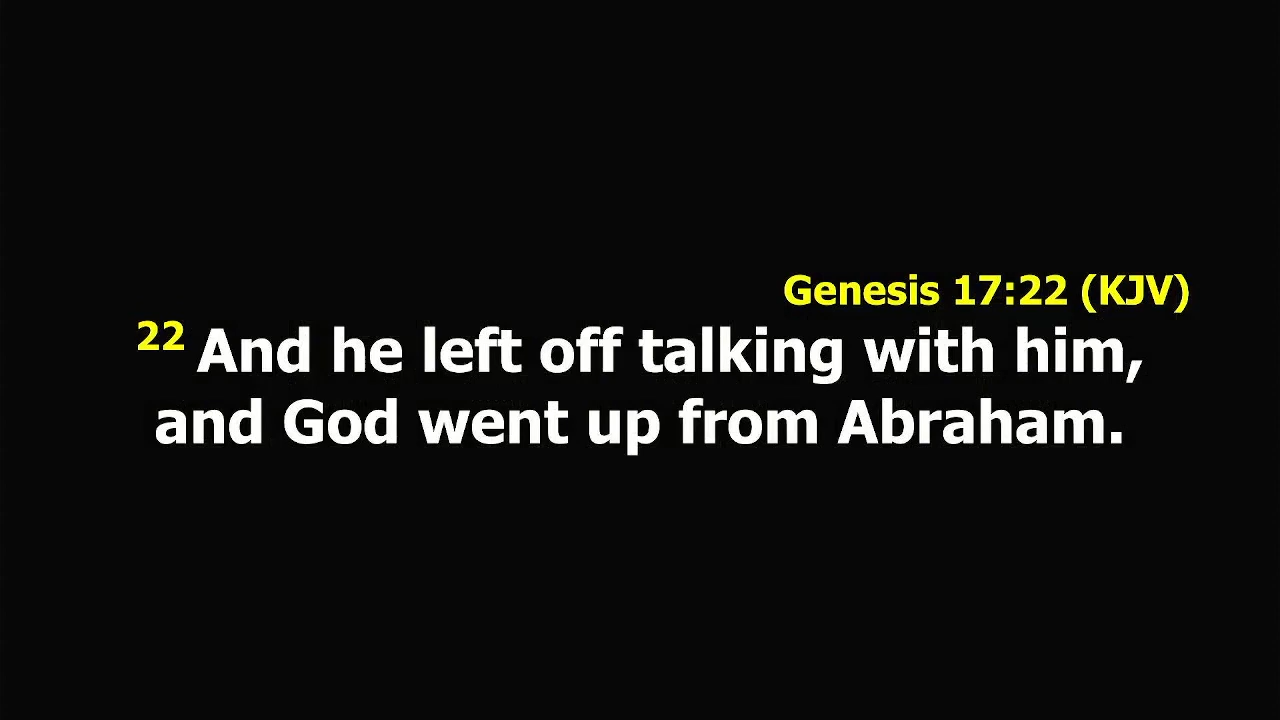 Genesis 17:22 (KJV)
22 And he left off talking with him,
and God went up from Abraham.